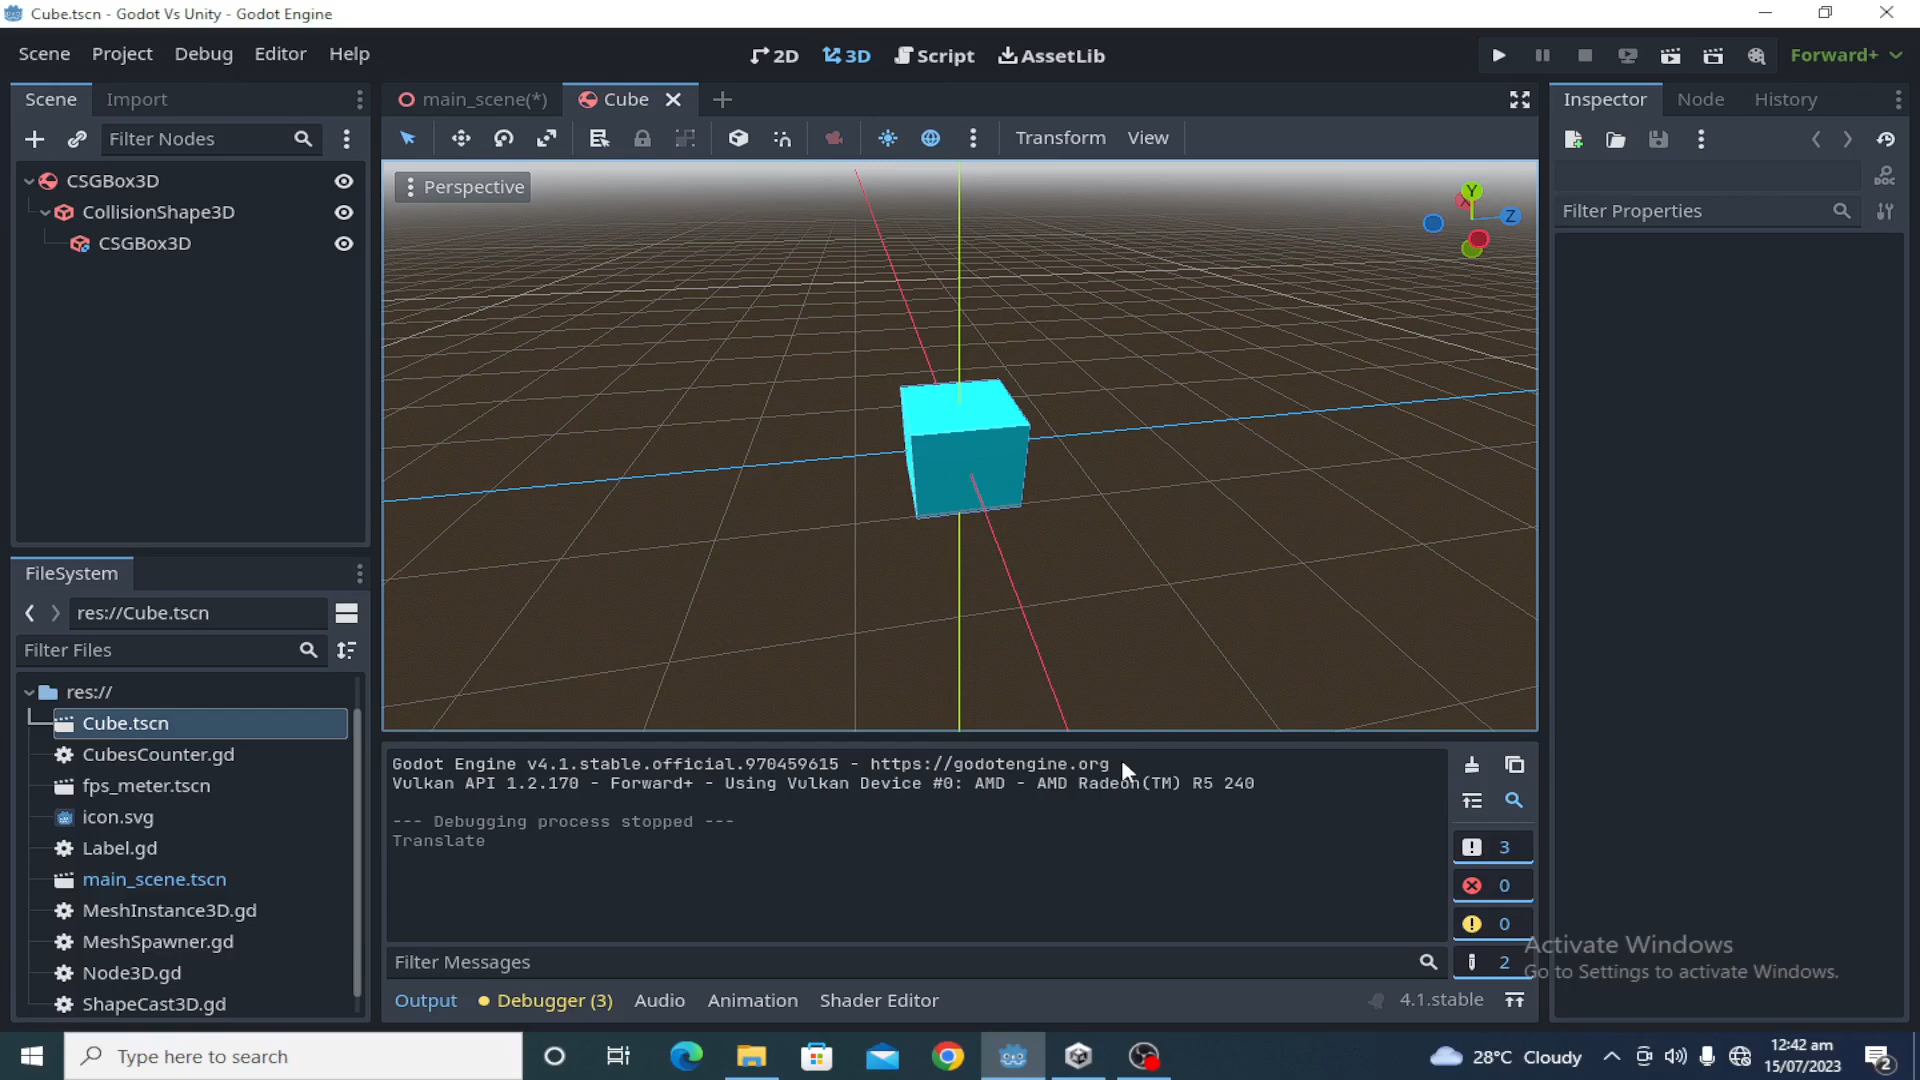 Cube.tscn - Godot Vs Unity - Godot Engine
Scene Project Debug Editor Help
2D 3D Script AssetLib
Forward+
Scene Import
main_scene(*) Cube
Inspector Node History
Filter Nodes
Transform View
CSGBox3D
CollisionShape3D
CSGBox3D
Perspective
Y
X
Z
DOC
Filter Properties
FileSystem
res://Cube.tscn
Filter Files
res://
Cube.tscn
CubesCounter.gd
fps_meter.tscn
icon.svg
Label.gd
main_scene.tscn
MeshInstance3D.gd
MeshSpawner.gd
Node3D.gd
ShapeCast3D.gd
Godot Engine v4.1.stable.official.970459615 - https://godotengine.org
Vulkan API 1.2.170 - Forward+ - Using Vulkan Device #0: AMD - AMD Radeon(TM) R5 240
--- Debugging process stopped ---
Translate
3
0
0
2
Filter Messages
Output Debugger (3) Audio Animation Shader Editor
4.1.stable
Activate Windows
Go to Settings to activate Windows.
Type here to search
28°C Cloudy
12:42 am
15/07/2023
2